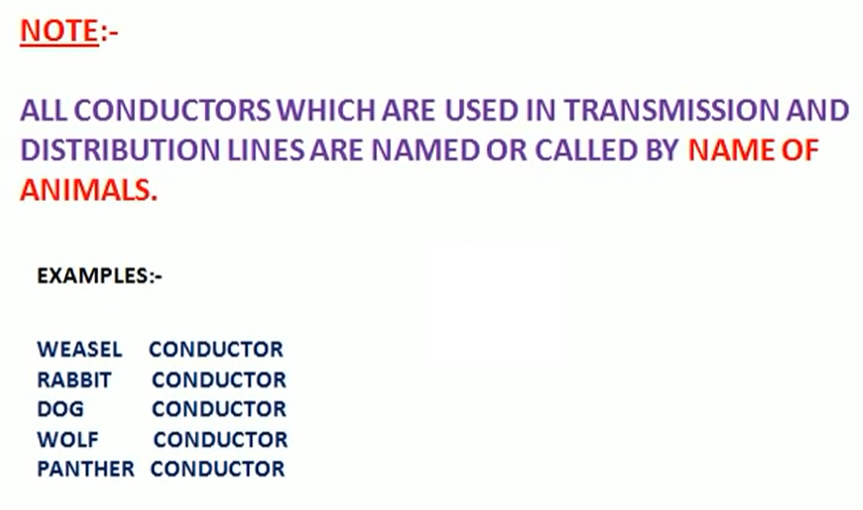 NOTE:-
ALL CONDUCTORS WHICH ARE USED IN TRANSMISSION AND
DISTRIBUTION LINES ARE NAMED OR CALLED BY NAME OF
ANIMALS.
EXAMPLES:-
WEASEL CONDUCTOR
RABBIT CONDUCTOR
DOG CONDUCTOR
WOLF CONDUCTOR
PANTHER CONDUCTOR